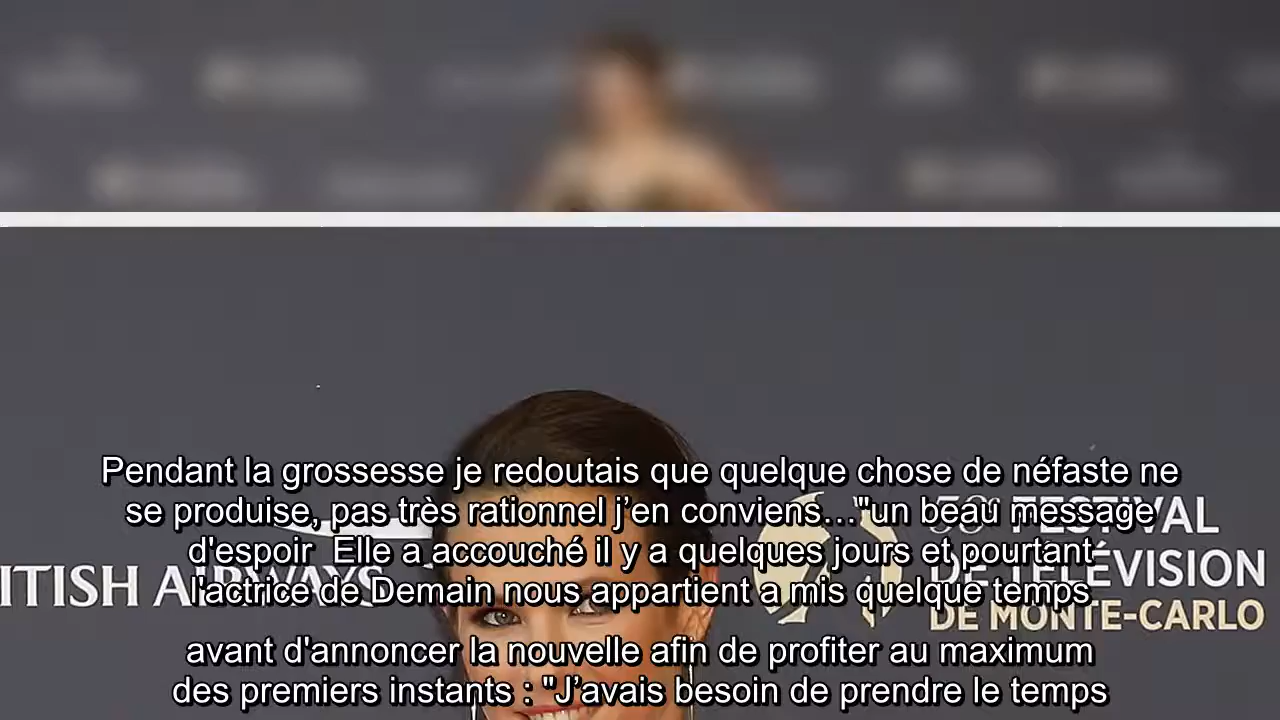 Pendant la grossesse je redoutais que quelque chose de néfaste ne
se produise, pas très rationnel j’en conviens…"un beau message
d'espoir  Elle a accouché il y a quelques jours et pourtant
l'actrice de Demain nous appartient a mis quelque temps
avant d'annoncer la nouvelle afin de profiter au maximum
des premiers instants : "J’avais besoin de prendre le temps
ITISH AIRWAYS
58e FESTIVAL
DE TÉLÉVISION
DE MONTE-CARLO